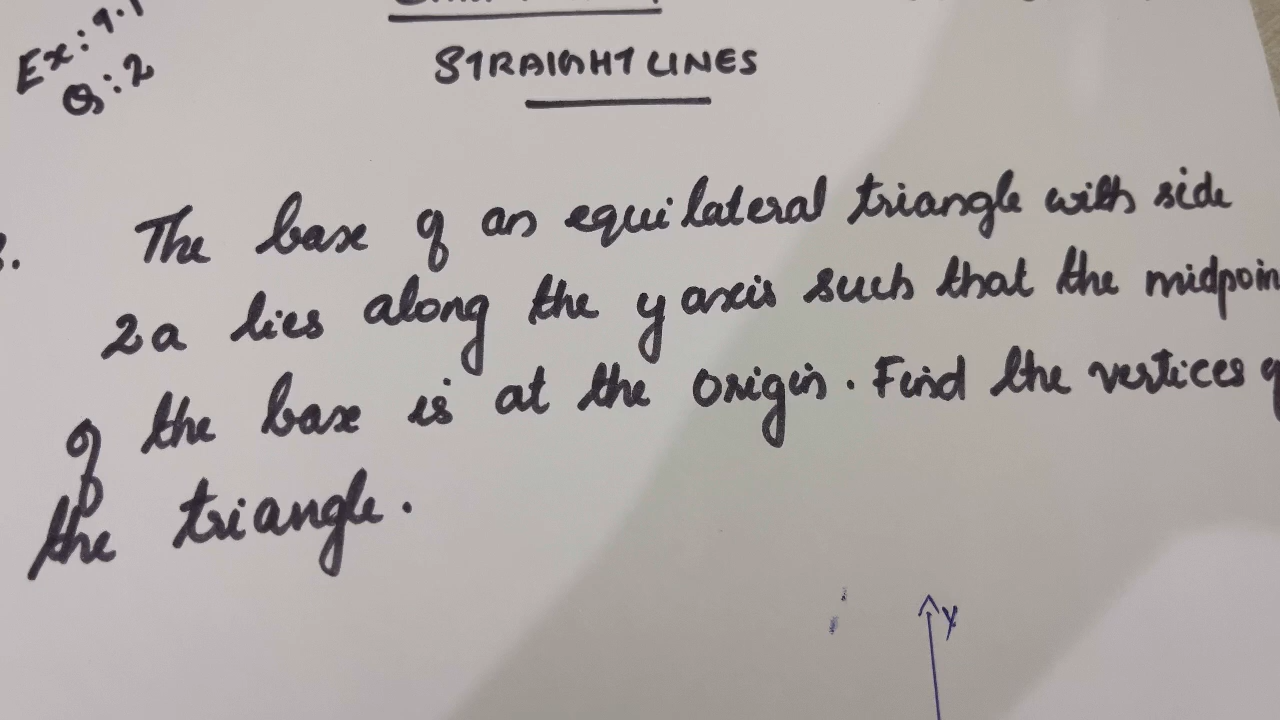 Ex: 9.1
Q:2
STRAIGHT LINES
The base of an equilateral triangle with side
2a lies along the y axis such that the midpoin
of the base is at the origin. Find the vertices of
the triangle.
Y